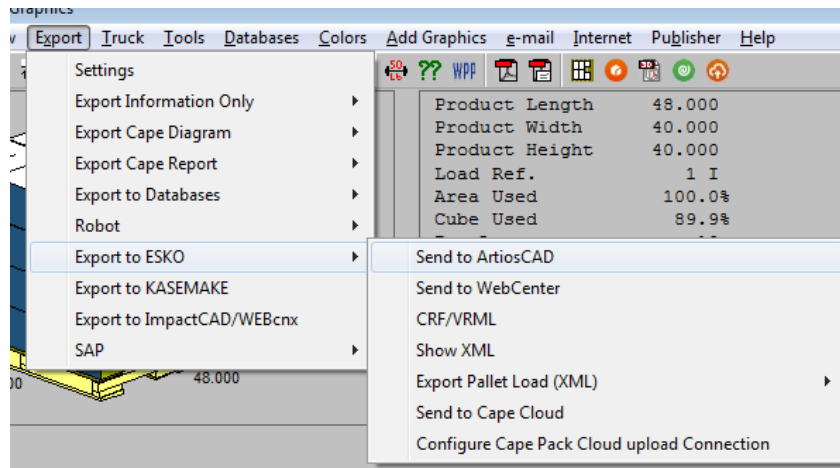 Graphics
Export Truck Tools Databases Colors Add Graphics e-mail Internet Publisher Help
Settings
50 LB ?? WPP
Export Information Only
Export Cape Diagram
Export Cape Report
Export to Databases
Robot
Export to ESKO
Export to KASEMAKE
Export to ImpactCAD/WEBcnx
SAP
Product Length 48.000
Product Width 40.000
Product Height 40.000
Load Ref. 1 I
Area Used 100.0%
Cube Used 89.9%
Send to ArtiosCAD
Send to WebCenter
CRF/VRML
Show XML
Export Pallet Load (XML)
Send to Cape Cloud
Configure Cape Pack Cloud upload Connection
48.000